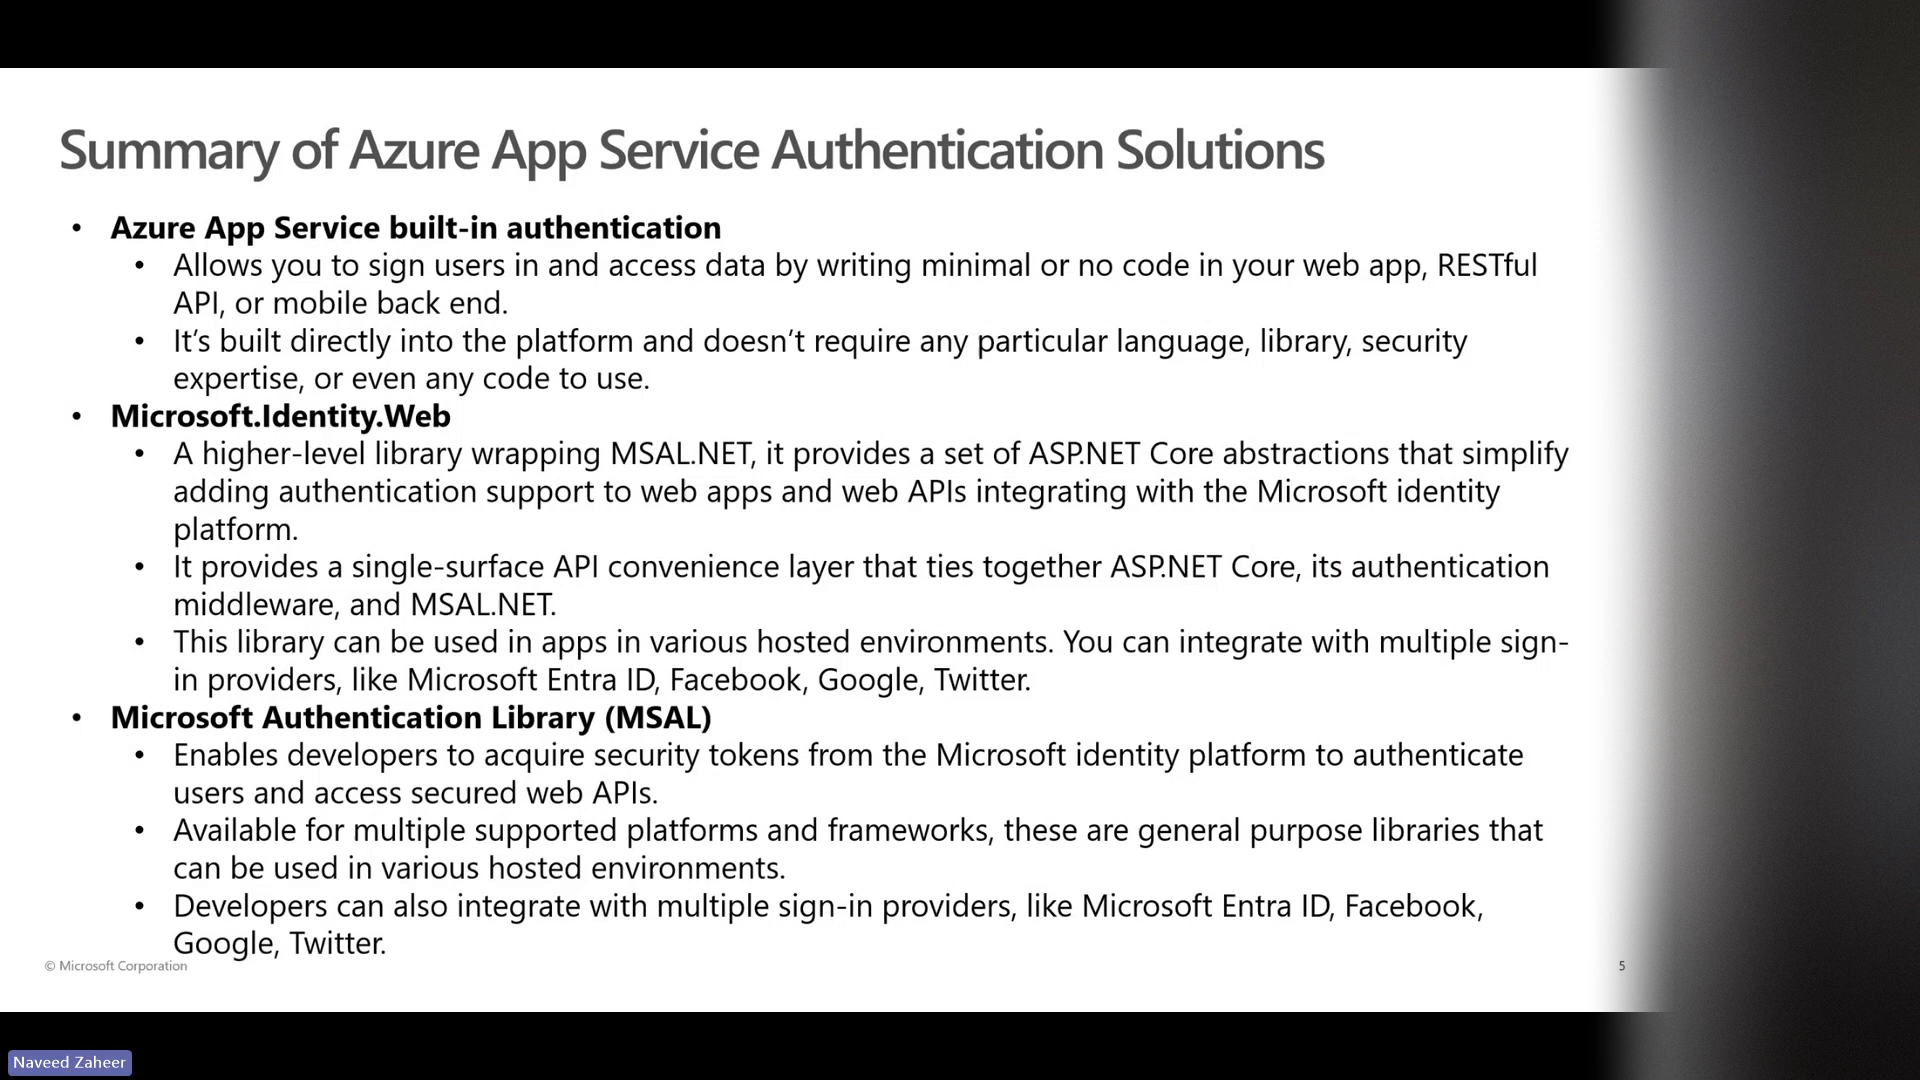 Summary of Azure App Service Authentication Solutions
• Azure App Service built-in authentication
• Allows you to sign users in and access data by writing minimal or no code in your web app, RESTful
API, or mobile back end.
• It’s built directly into the platform and doesn’t require any particular language, library, security
expertise, or even any code to use.
• Microsoft.Identity.Web
• A higher-level library wrapping MSAL.NET, it provides a set of ASP.NET Core abstractions that simplify
adding authentication support to web apps and web APIs integrating with the Microsoft identity
platform.
• It provides a single-surface API convenience layer that ties together ASP.NET Core, its authentication
middleware, and MSAL.NET.
• This library can be used in apps in various hosted environments. You can integrate with multiple sign-
in providers, like Microsoft Entra ID, Facebook, Google, Twitter.
• Microsoft Authentication Library (MSAL)
• Enables developers to acquire security tokens from the Microsoft identity platform to authenticate
users and access secured web APIs.
• Available for multiple supported platforms and frameworks, these are general purpose libraries that
can be used in various hosted environments.
• Developers can also integrate with multiple sign-in providers, like Microsoft Entra ID, Facebook,
Google, Twitter.
© Microsoft Corporation
5
Naveed Zaheer